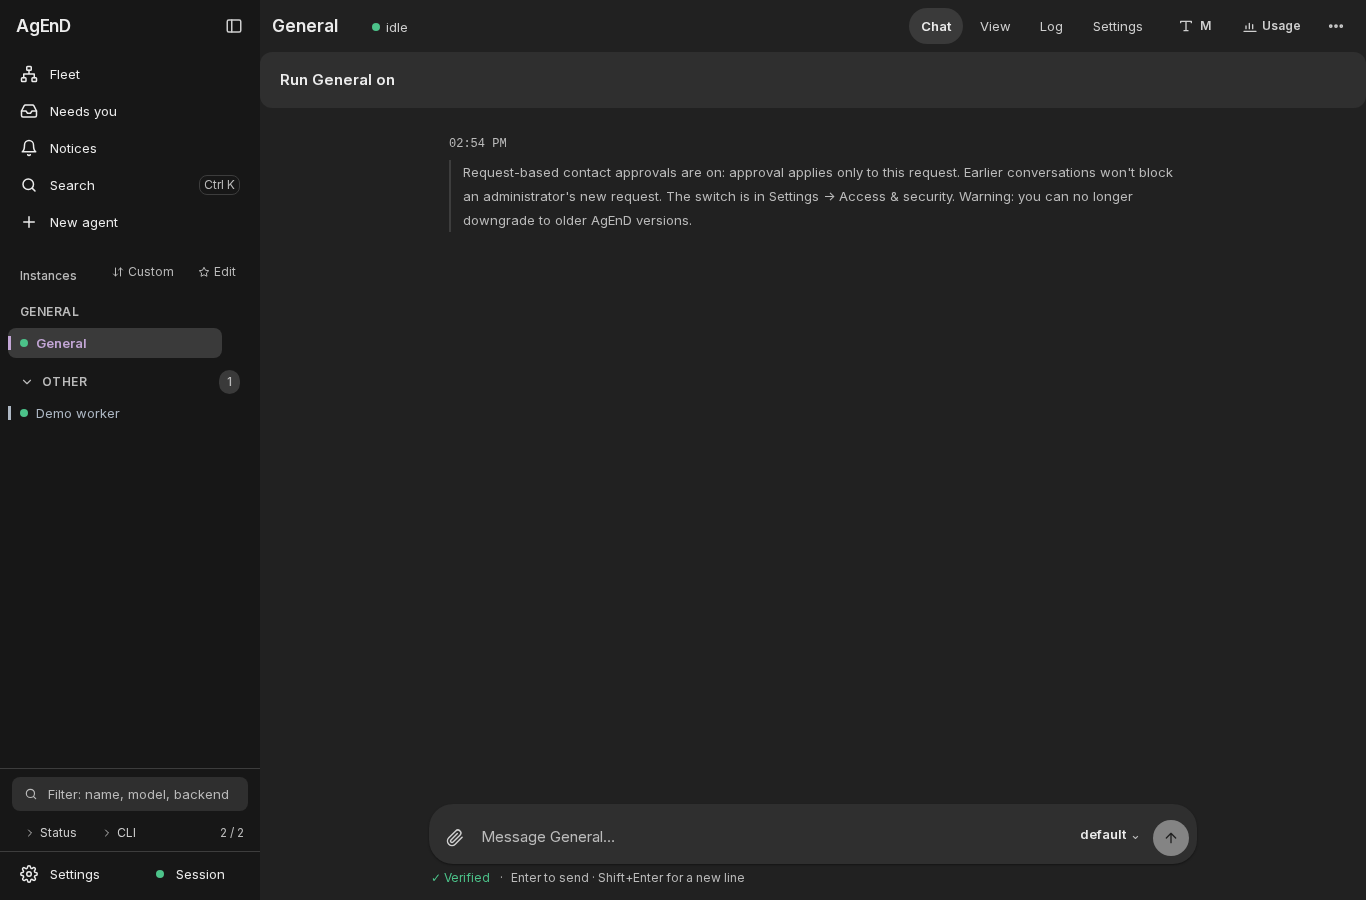 AgEnD
Fleet
Needs you
Notices
Search Ctrl K
New agent
Instances Custom Edit
GENERAL
General
OTHER 1
Demo worker
Filter: name, model, backend
Status CLI 2 / 2
Settings Session
General idle Chat View Log Settings M Usage •••
Run General on
02:54 PM
Request-based contact approvals are on: approval applies only to this request. Earlier conversations won't block
an administrator's new request. The switch is in Settings → Access & security. Warning: you can no longer
downgrade to older AgEnD versions.
Message General... default
✓ Verified · Enter to send · Shift+Enter for a new line